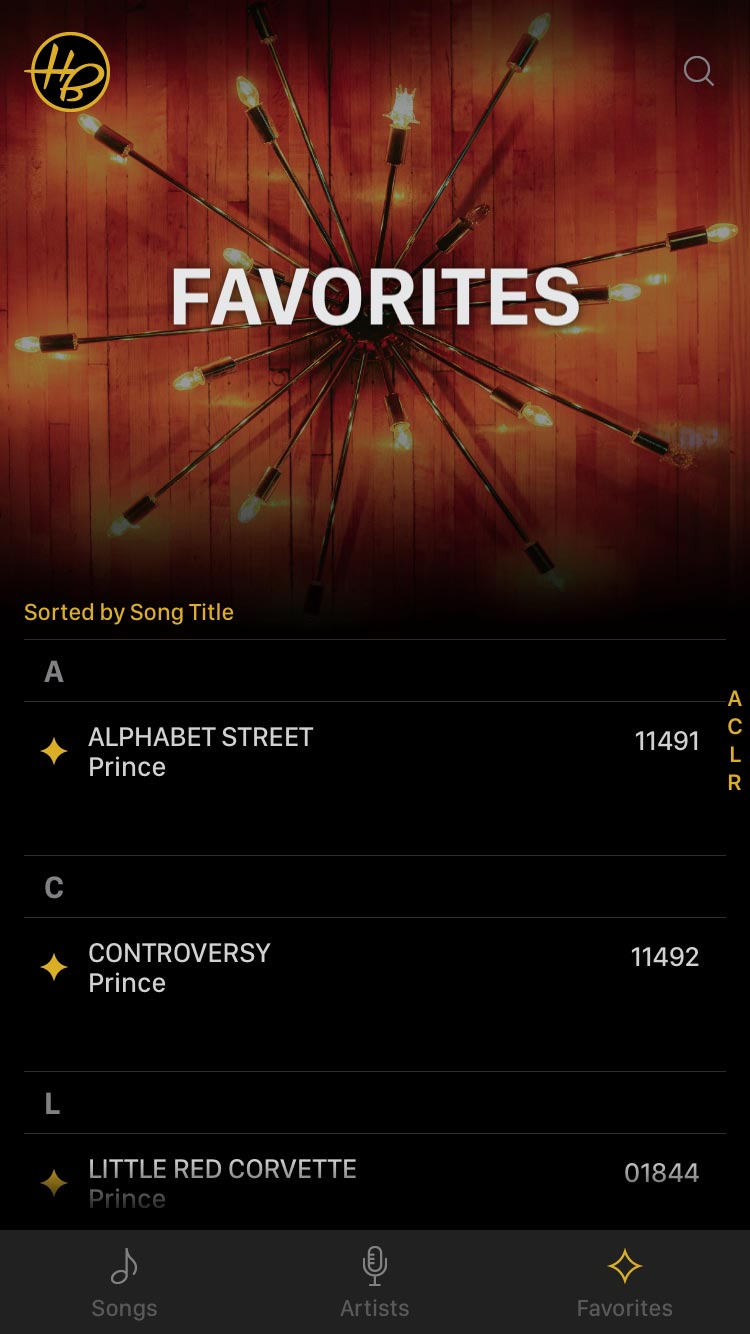 HB
FAVORITES
Sorted by Song Title
A
ALPHABET STREET 11491
Prince
C
CONTROVERSY 11492
Prince
L
LITTLE RED CORVETTE 01844
Prince
A
C
L
R
Songs Artists Favorites